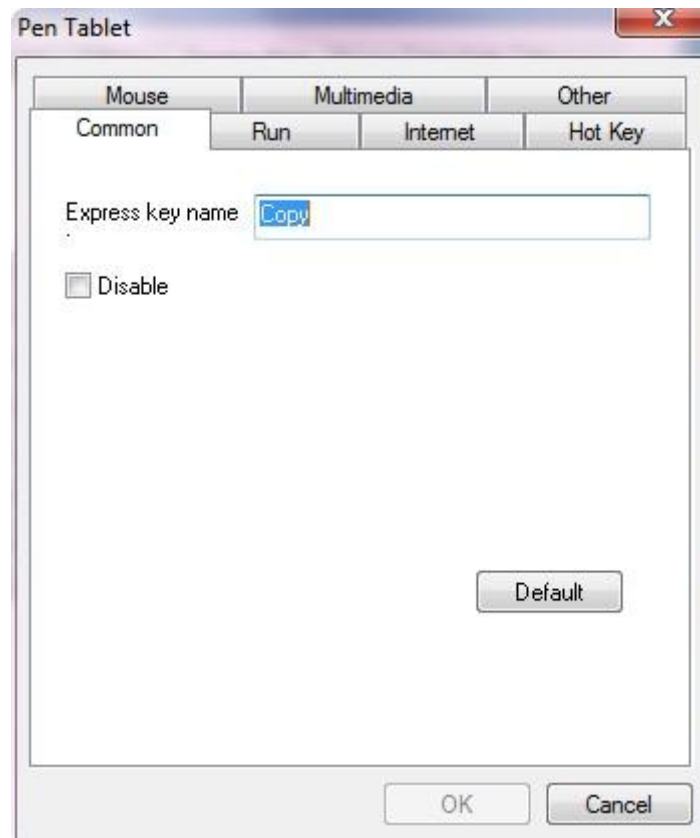 Pen Tablet
Mouse Multimedia Other
Common Run Internet Hot Key
Express key name Copy
:
Disable
Default
OK Cancel